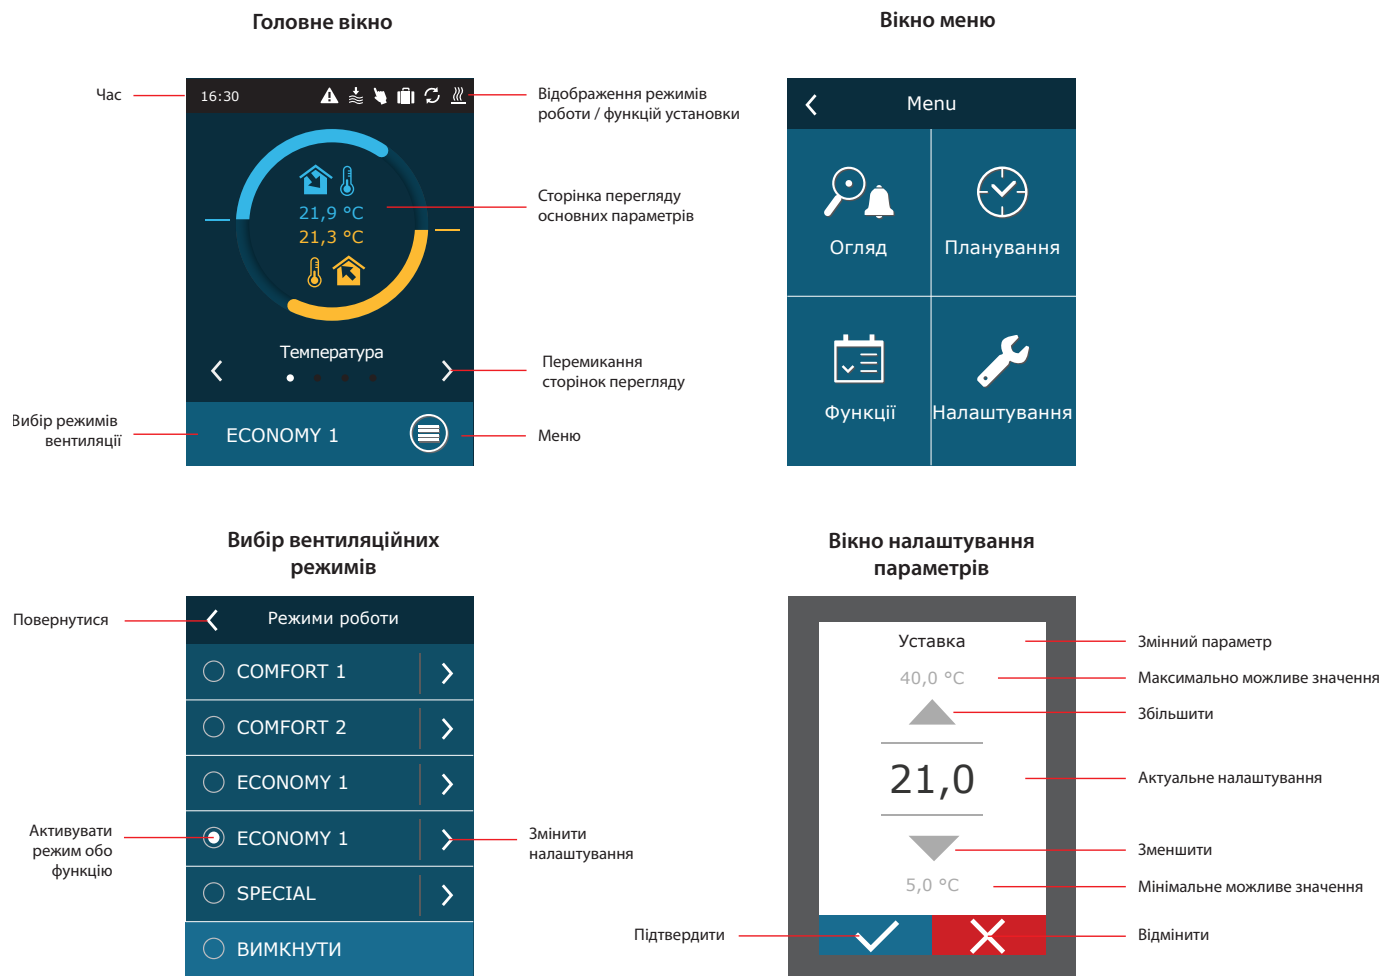 Головне вікно
Час
16:30
Відображення режимів
роботи / функцій установки
21,9 °C
21,3 °C
Сторінка перегляду
основних параметрів
Температура
Перемикання
сторінок перегляду
Вибір режимів
вентиляції
ECONOMY 1
Меню
Вікно меню
Menu
Огляд
Планування
Функції
Налаштування
Вибір вентиляційних
режимів
Повернутися
Режими роботи
COMFORT 1
COMFORT 2
ECONOMY 1
ECONOMY 1
Активувати
режим обо
функцію
Змінити
налаштування
SPECIAL
ВИМКНУТИ
Вікно налаштування
параметрів
Уставка
Змінний параметр
40,0 °C
Максимально можливе значення
Збільшити
21,0
Актуальне налаштування
Зменшити
5,0 °C
Мінімальне можливе значення
Підтвердити
Відмінити